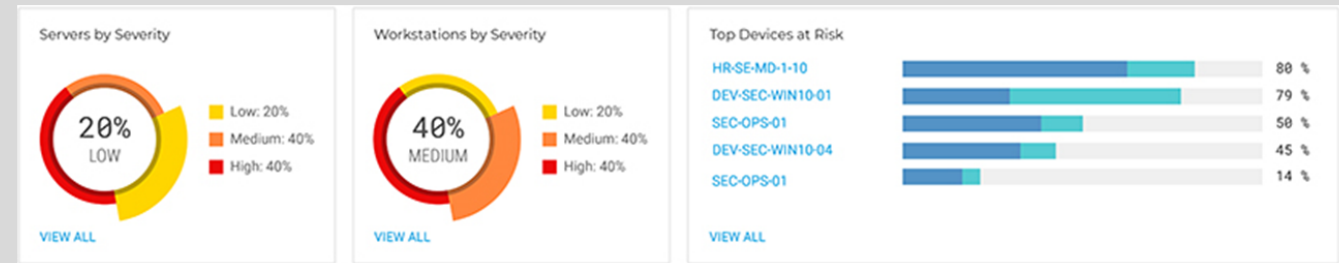 Servers by Severity
20%
LOW
Low: 20%
Medium: 40%
High: 40%
VIEW ALL
Workstations by Severity
40%
MEDIUM
Low: 20%
Medium: 40%
High: 40%
VIEW ALL
Top Devices at Risk
HR-SE-MD-1-10 80 %
DEV-SEC-WIN10-01 79 %
SEC-OPS-01 50 %
DEV-SEC-WIN10-04 45 %
SEC-OPS-01 14 %
VIEW ALL